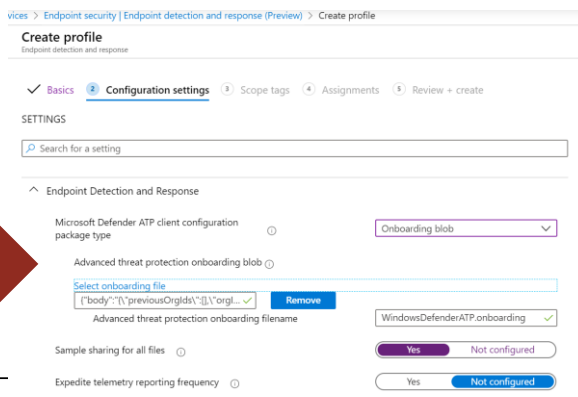 vices > Endpoint security | Endpoint detection and response (Preview) > Create profile
Create profile
Endpoint detection and response
Basics 2 Configuration settings 3 Scope tags 4 Assignments 5 Review + create
SETTINGS
Search for a setting
Endpoint Detection and Response
Microsoft Defender ATP client configuration package type Onboarding blob
Advanced threat protection onboarding blob
Select onboarding file
{"body":"{\"previousOrgIds\":[],\"orgI... Remove
Advanced threat protection onboarding filename WindowsDefenderATP.onboarding
Sample sharing for all files Yes Not configured
Expedite telemetry reporting frequency Yes Not configured